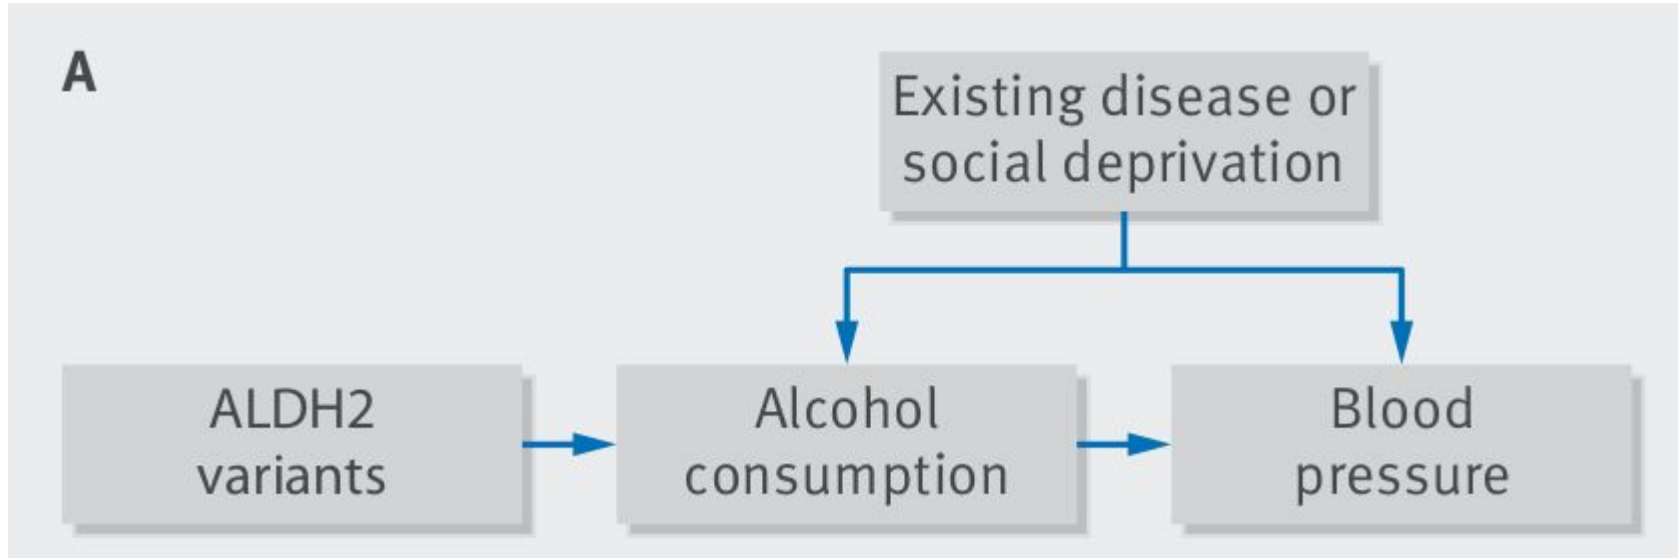 A
Existing disease or
social deprivation
ALDH2
variants
Alcohol
consumption
Blood
pressure